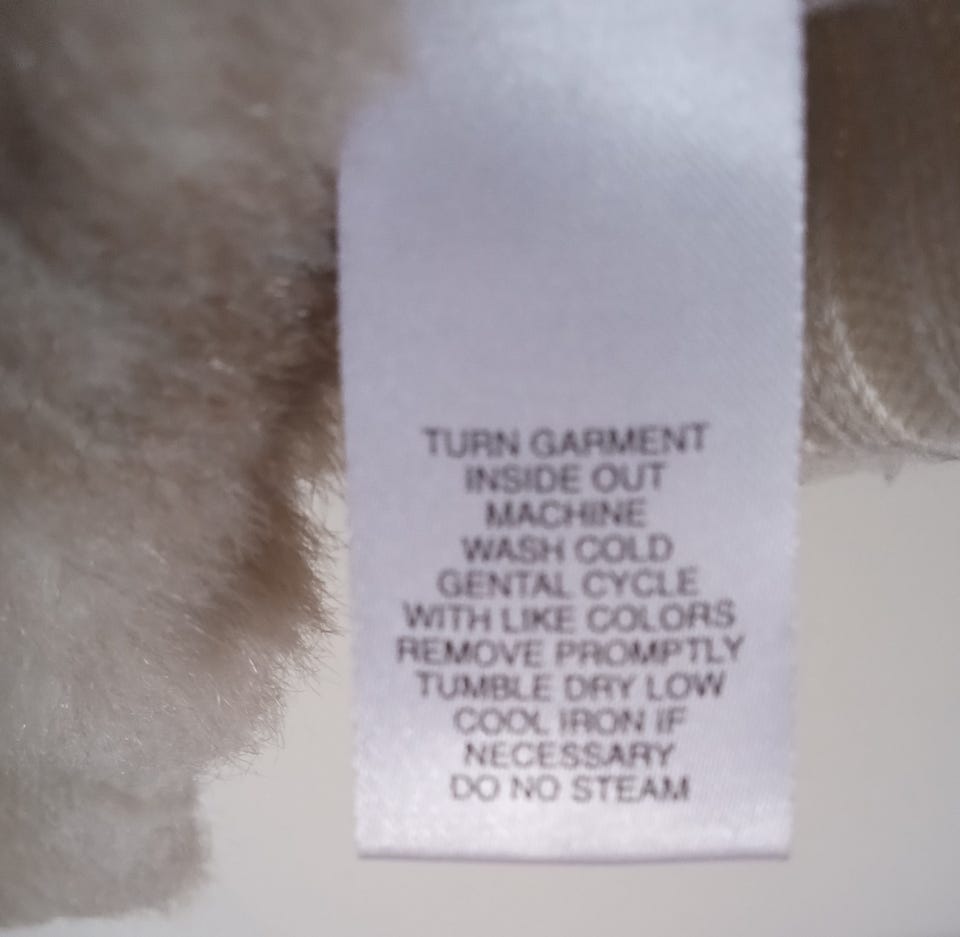 TURN GARMENT
INSIDE OUT
MACHINE
WASH COLD
GENTAL CYCLE
WITH LIKE COLORS
REMOVE PROMPTLY
TUMBLE DRY LOW
COOL IRON IF
NECESSARY
DO NO STEAM